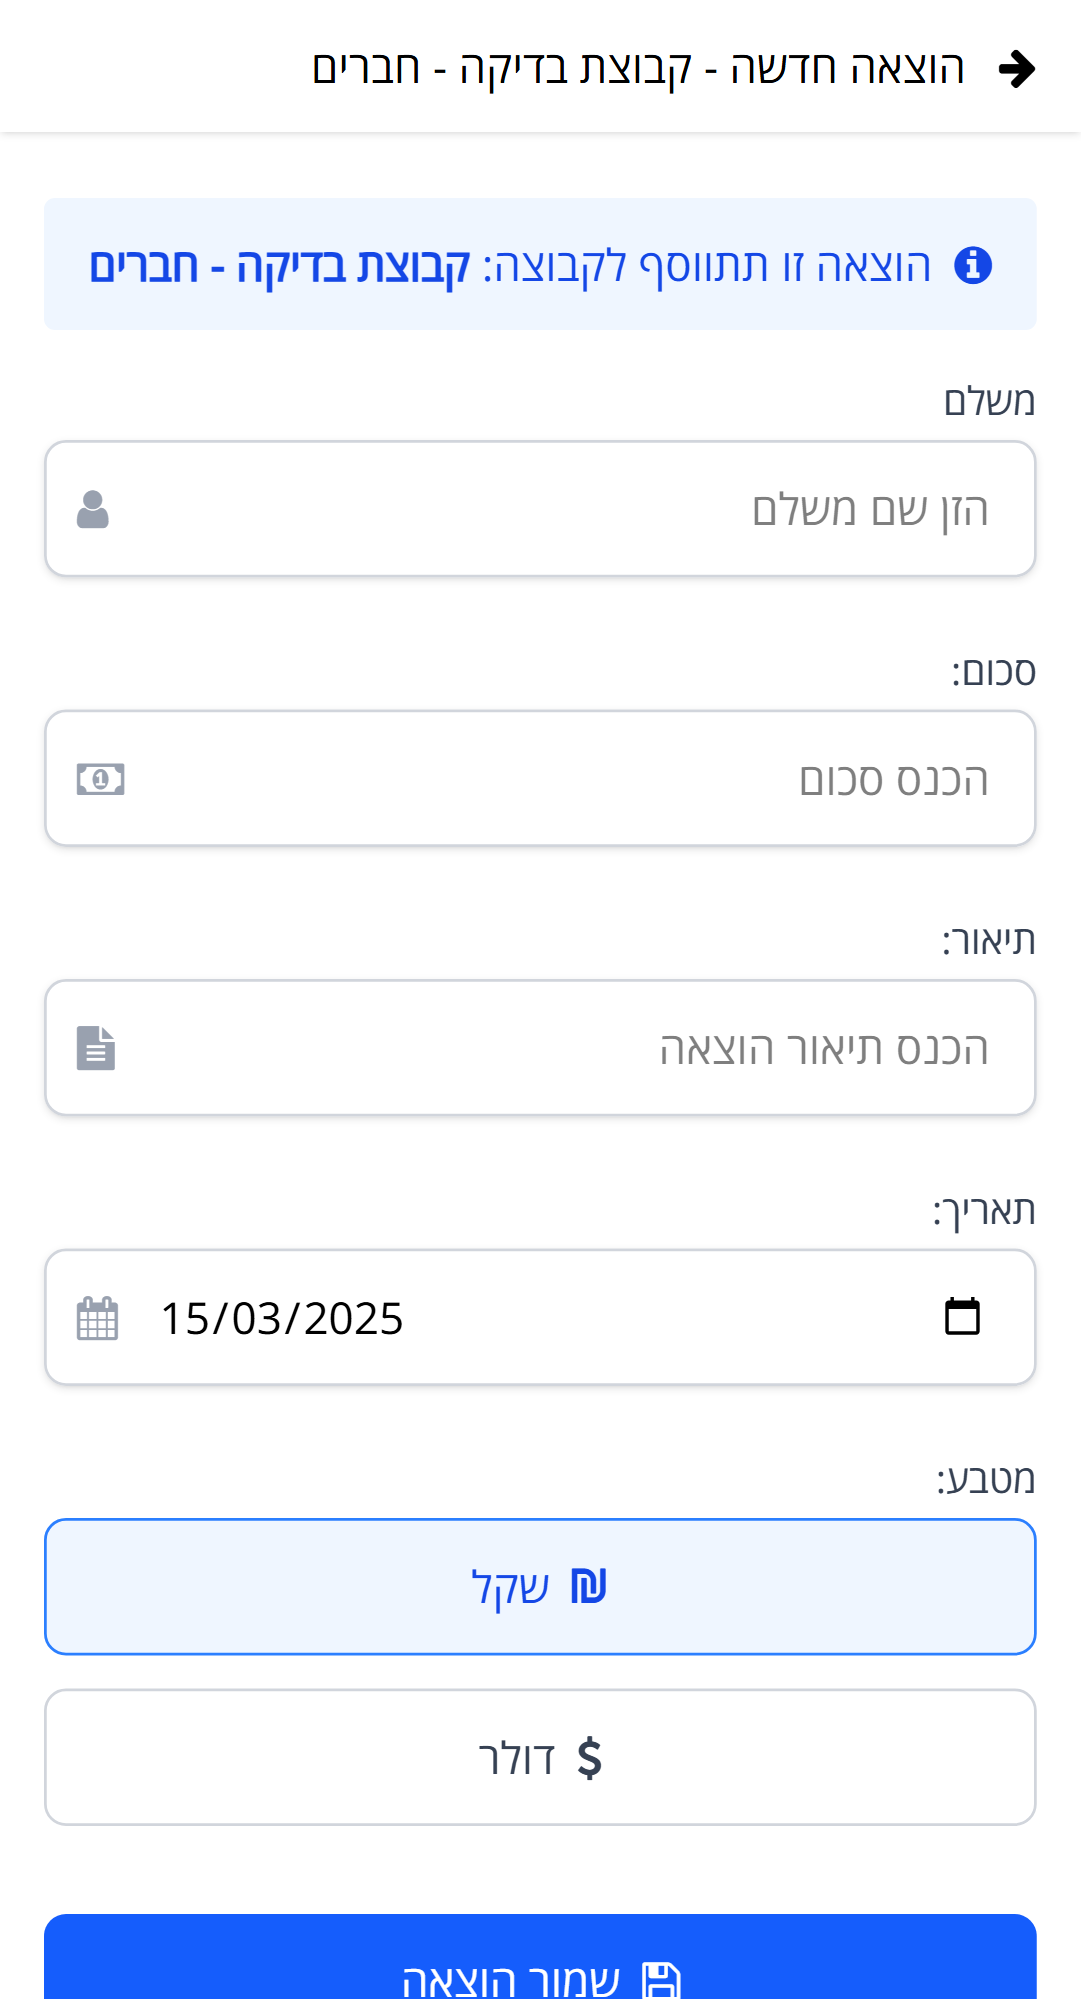 הוצאה חדשה - קבוצת בדיקה - חברים
הוצאה זו תתווסף לקבוצה: קבוצת בדיקה - חברים
משלם
הזן שם משלם
סכום:
הכנס סכום
תיאור:
הכנס תיאור הוצאה
תאריך:
15/03/2025
מטבע:
₪ שקל
$ דולר
שמור הוצאה